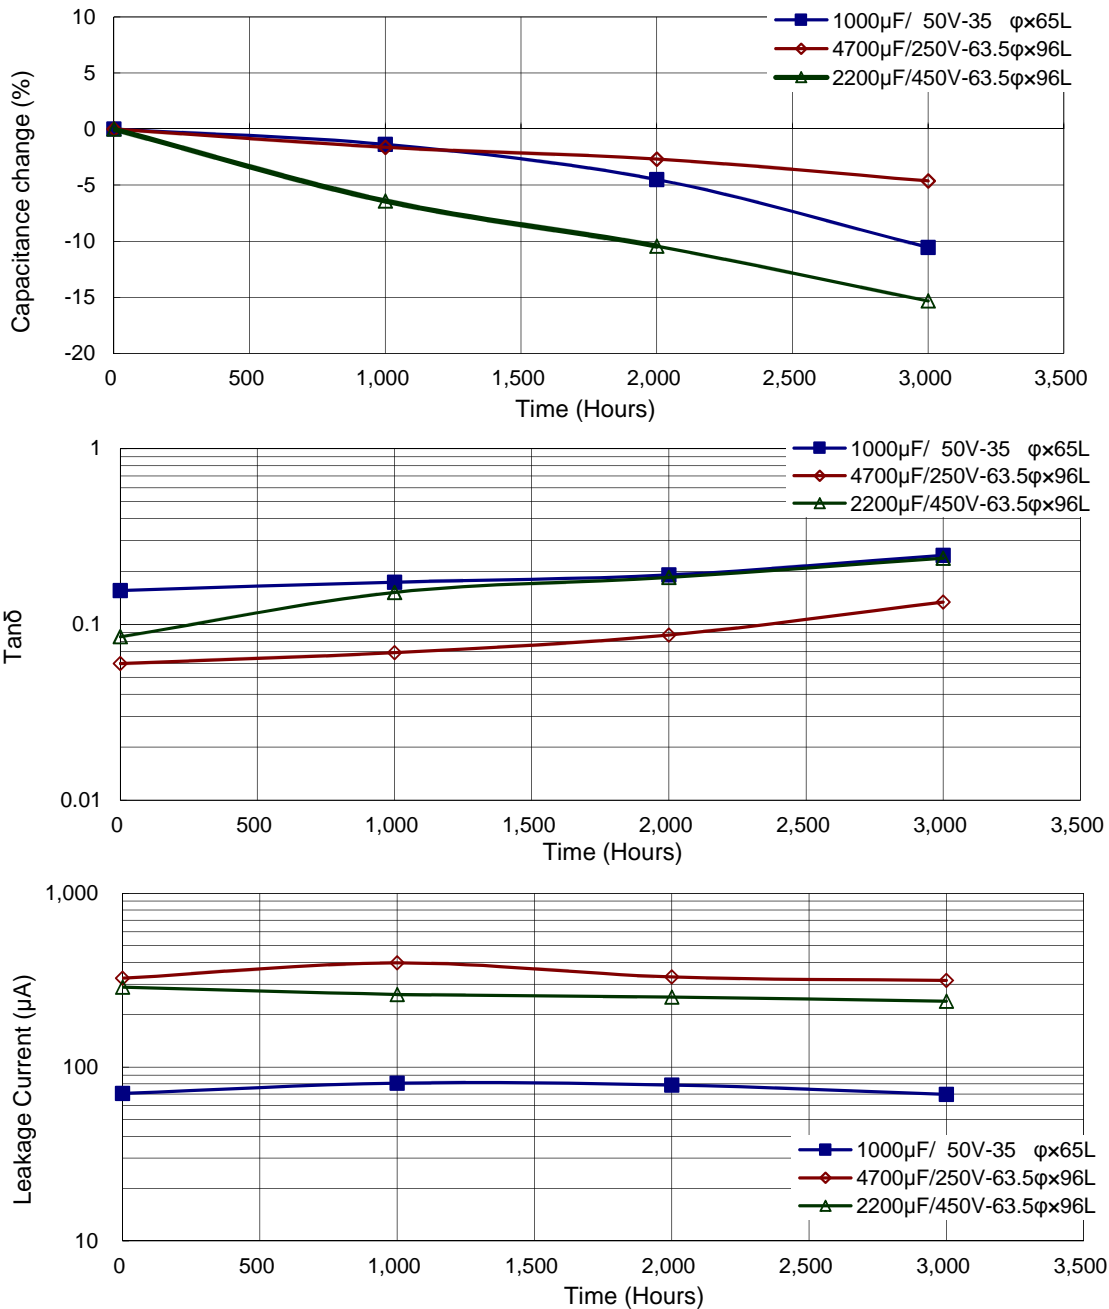 10
5
0
-5
-10
-15
-20
Capacitance change (%)
1000μF/ 50V-35 φ×65L
4700μF/250V-63.5φ×96L
2200μF/450V-63.5φ×96L
0 500 1,000 1,500 2,000 2,500 3,000 3,500
Time (Hours)
1
0.1
0.01
Tanδ
1000μF/ 50V-35 φ×65L
4700μF/250V-63.5φ×96L
2200μF/450V-63.5φ×96L
0 500 1,000 1,500 2,000 2,500 3,000 3,500
Time (Hours)
1,000
100
10
Leakage Current (μA)
1000μF/ 50V-35 φ×65L
4700μF/250V-63.5φ×96L
2200μF/450V-63.5φ×96L
0 500 1,000 1,500 2,000 2,500 3,000 3,500
Time (Hours)